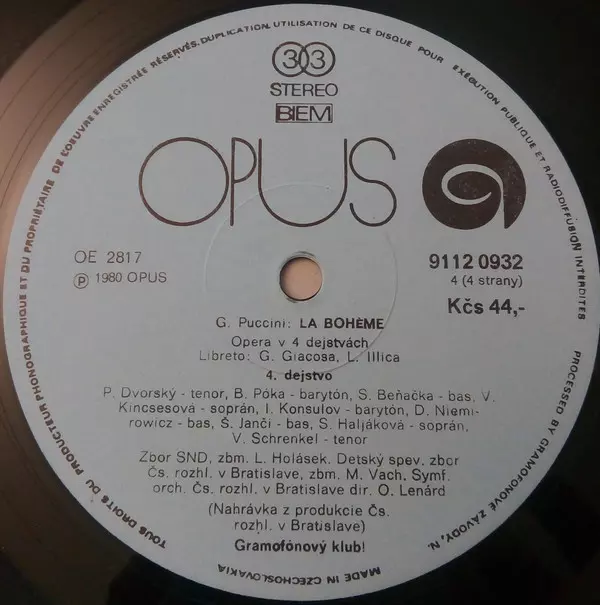 33
STEREO
BIEM
OPUS
OE 2817
℗ 1980 OPUS
9112 0932
4 (4 strany)
Kčs 44,-
G. Puccini: LA BOHÈME
Opera v 4 dejstvách
Libreto: G. Giacosa, L. Illica
4. dejstvo
P. Dvorský - tenor, B. Póka - barytón, S. Beňačka - bas, V.
Kincsesová - soprán, I. Konsulov - barytón, D. Niemi-
rowicz - bas, Š. Janči - bas, S. Haljáková - soprán,
V. Schrenkel - tenor
Zbor SND, zbm. L. Holásek. Detský spev. zbor
Čs. rozhl. v Bratislave, zbm. M. Vach, Symf.
orch. Čs. rozhl. v Bratislave dir. O. Lenárd
(Nahrávka z produkcie Čs.
rozhl. v Bratislave)
Gramofónový klub!
TOUS DROITS DU PRODUCTEUR PHONOGRAPHIQUE ET DU PROPRIÉTAIRE DE L'OEUVRE ENREGISTRÉE RÉSERVÉS. DUPLICATION, UTILISATION DE CE DISQUE POUR EXÉCUTION PUBLIQUE ET RADIODIFFUSION INTERDITES
PROCESSED BY GRAMOFONOVÉ ZÁVODY, N.
MADE IN CZECHOSLOVAKIA